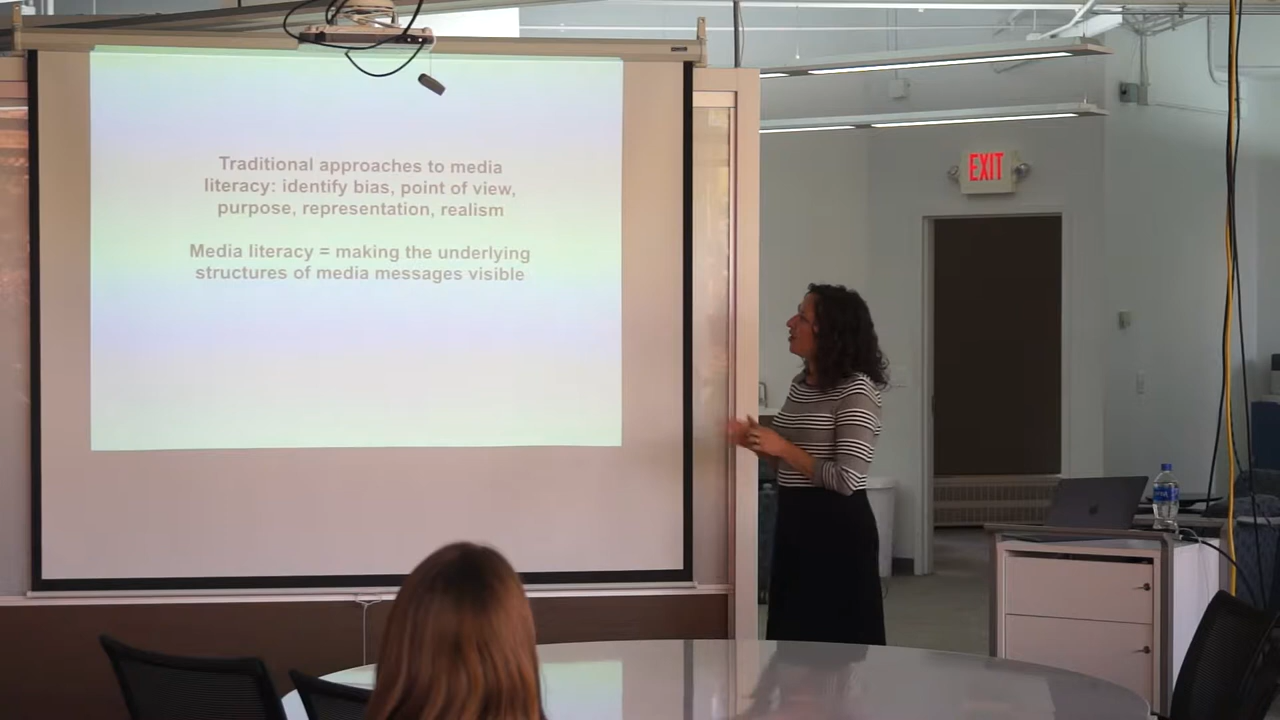 Traditional approaches to media
literacy: identify bias, point of view,
purpose, representation, realism
Media literacy = making the underlying
structures of media messages visible
EXIT